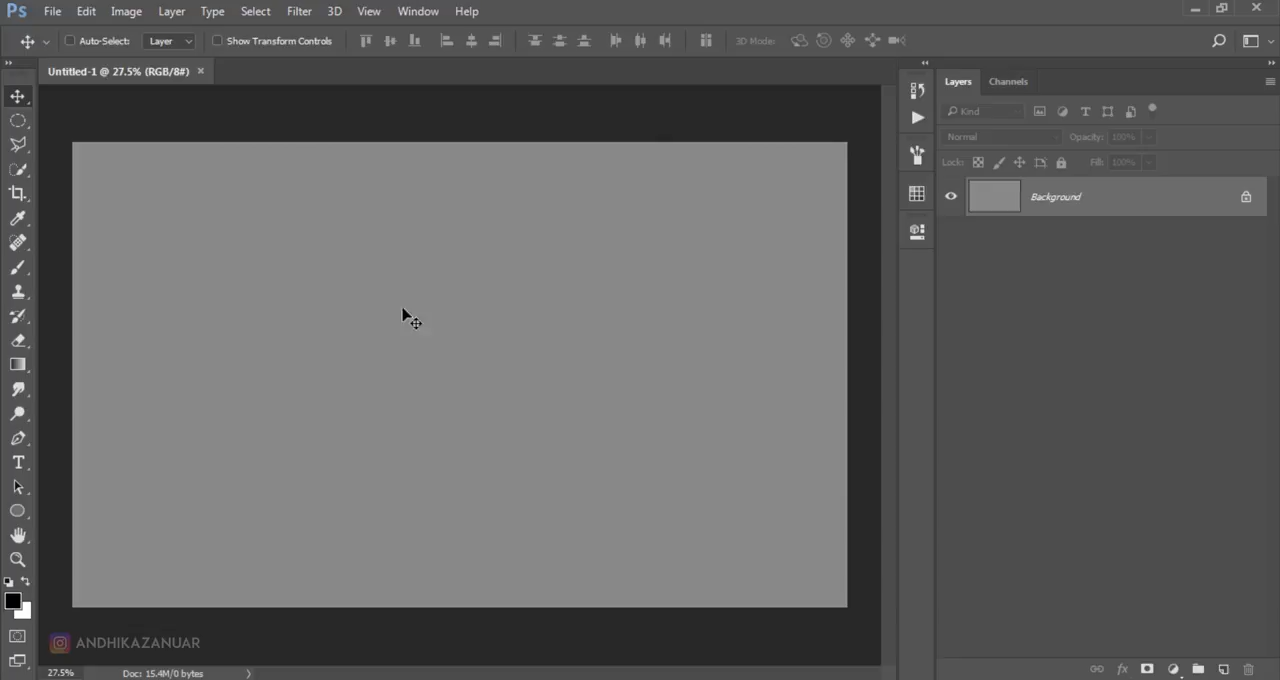 Ps File Edit Image Layer Type Select Filter 3D View Window Help
Auto-Select: Layer Show Transform Controls 3D Mode:
Untitled-1 @ 27.5% (RGB/8#) ×
Layers Channels
Kind
Normal Opacity: 100%
Lock: Fill: 100%
Background
ANDHIKAZANUAR
27.5% Doc: 15.4M/0 bytes